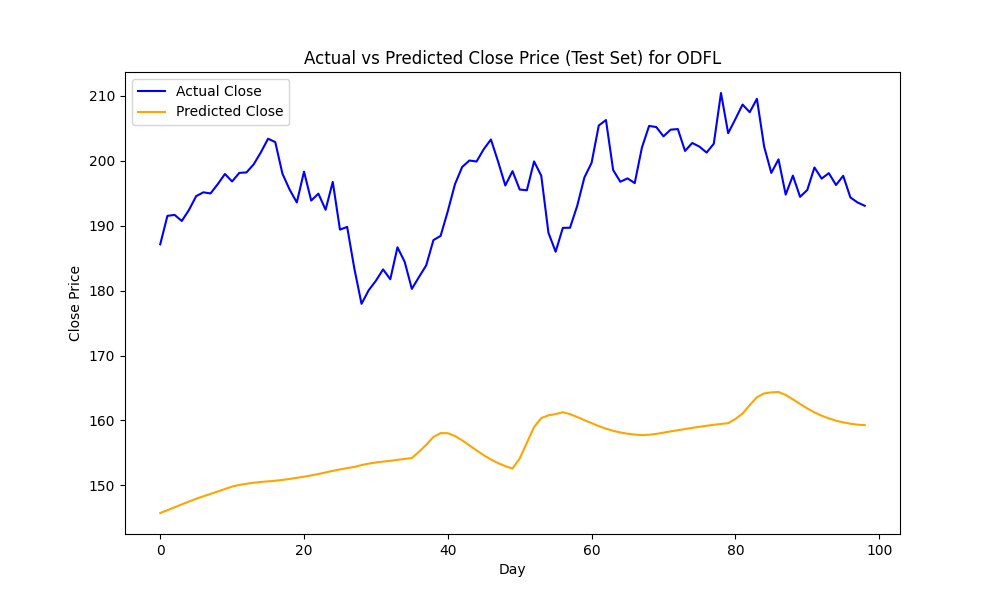 Actual vs Predicted Close Price (Test Set) for ODFL
Actual Close
Predicted Close
210
200
190
180
170
160
150
Close Price
0 20 40 60 80 100
Day